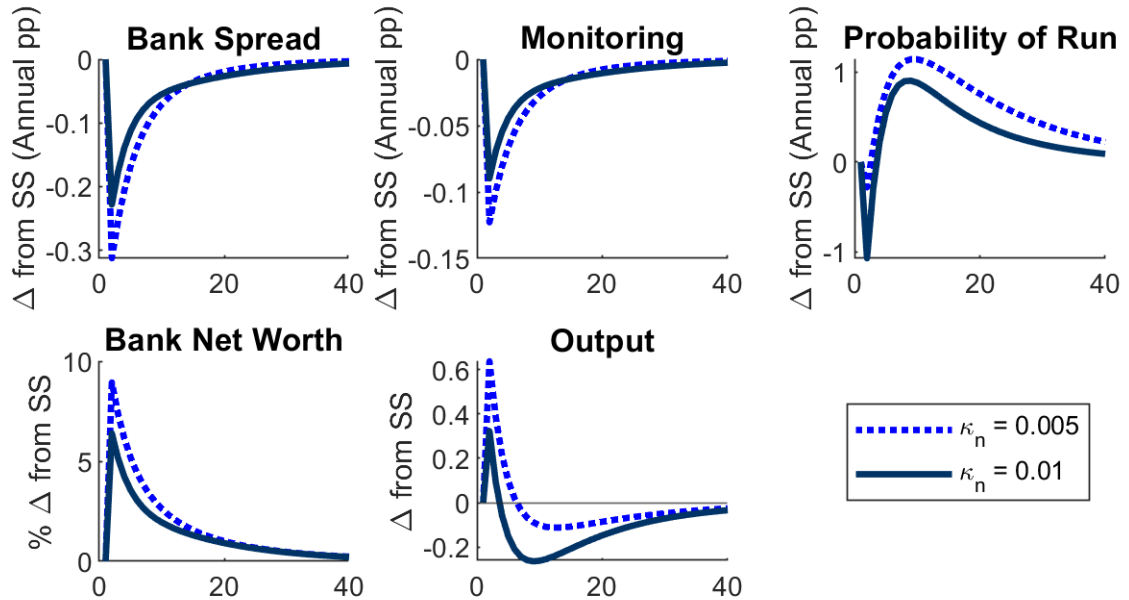 Bank Spread
Δ from SS (Annual pp)
0
-0.1
-0.2
-0.3
0
20
40
Monitoring
Δ from SS (Annual pp)
0
-0.05
-0.1
-0.15
0
20
40
Probability of Run
Δ from SS (Annual pp)
1
0
-1
0
20
40
Bank Net Worth
% Δ from SS
10
5
0
0
20
40
Output
Δ from SS
0.6
0.4
0.2
0
-0.2
0
20
40
κn = 0.005
κn = 0.01